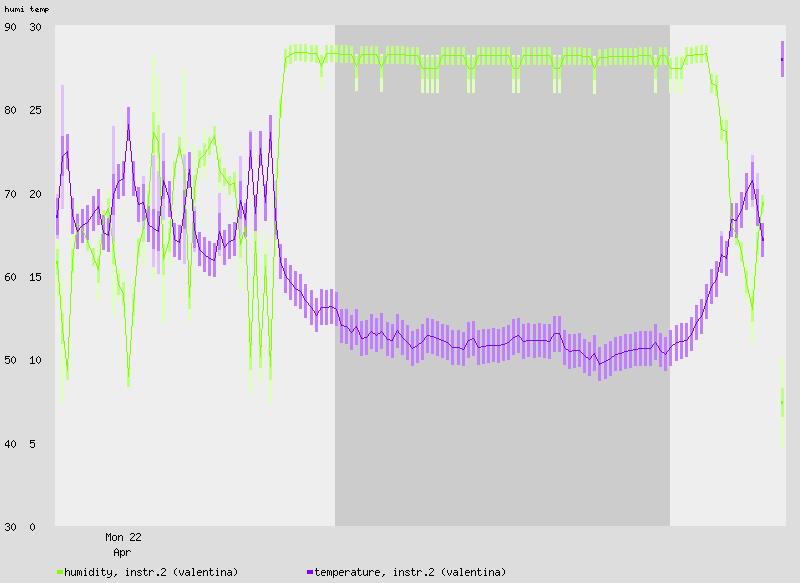 humi temp
90 30
80 25
70 20
60 15
50 10
40 5
30 0
Mon 22
Apr
humidity, instr.2 (valentina) temperature, instr.2 (valentina)